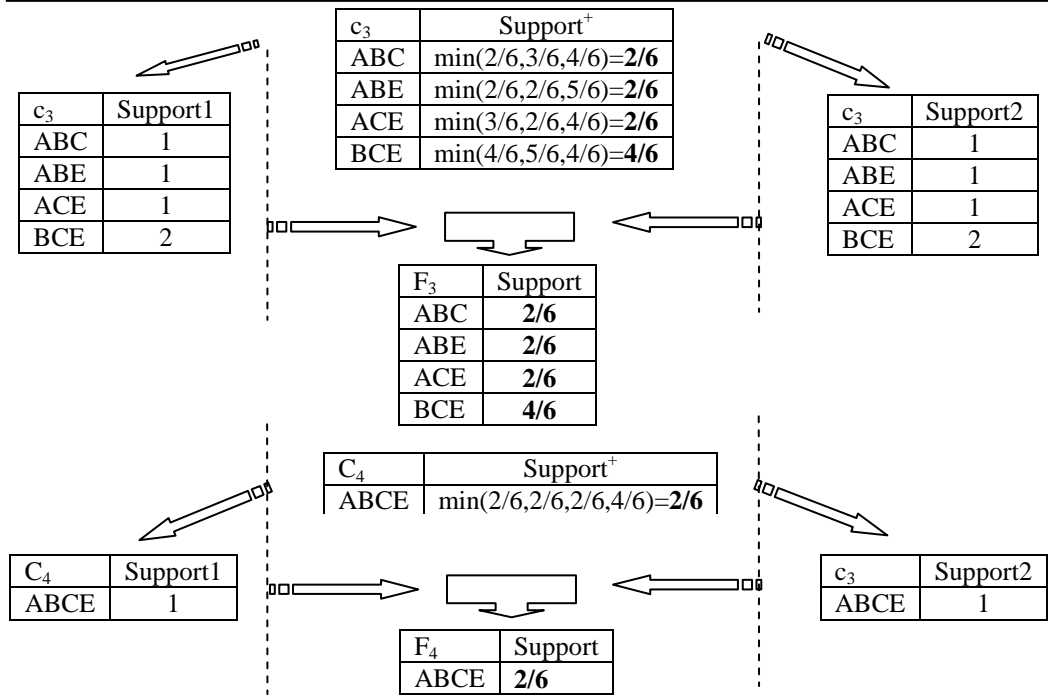 c₃ Support⁺
ABC min(2/6,3/6,4/6)=2/6
ABE min(2/6,2/6,5/6)=2/6
ACE min(3/6,2/6,4/6)=2/6
BCE min(4/6,5/6,4/6)=4/6
c₃ Support1
ABC 1
ABE 1
ACE 1
BCE 2
c₃ Support2
ABC 1
ABE 1
ACE 1
BCE 2
F₃ Support
ABC 2/6
ABE 2/6
ACE 2/6
BCE 4/6
C₄ Support⁺
ABCE min(2/6,2/6,2/6,4/6)=2/6
C₄ Support1
ABCE 1
c₃ Support2
ABCE 1
F₄ Support
ABCE 2/6